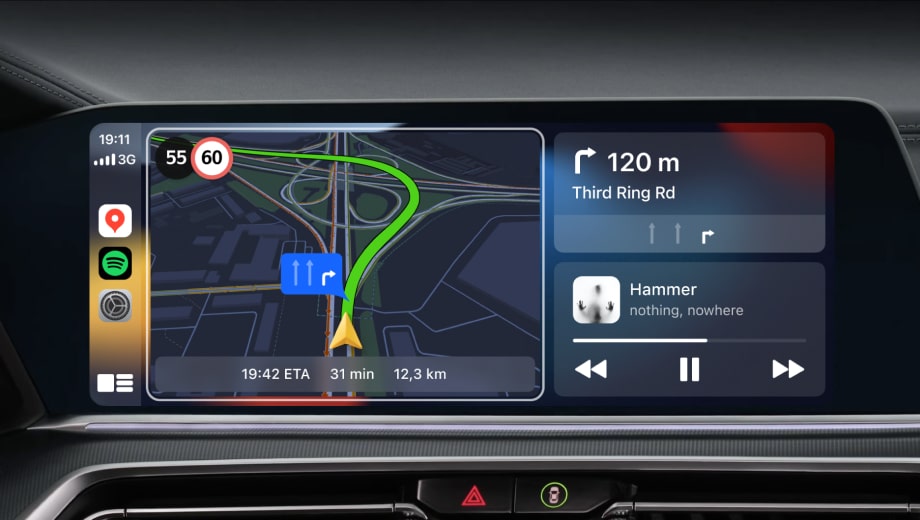 19:11
3G
55
60
19:42 ETA 31 min 12,3 km
120 m
Third Ring Rd
Hammer
nothing, nowhere